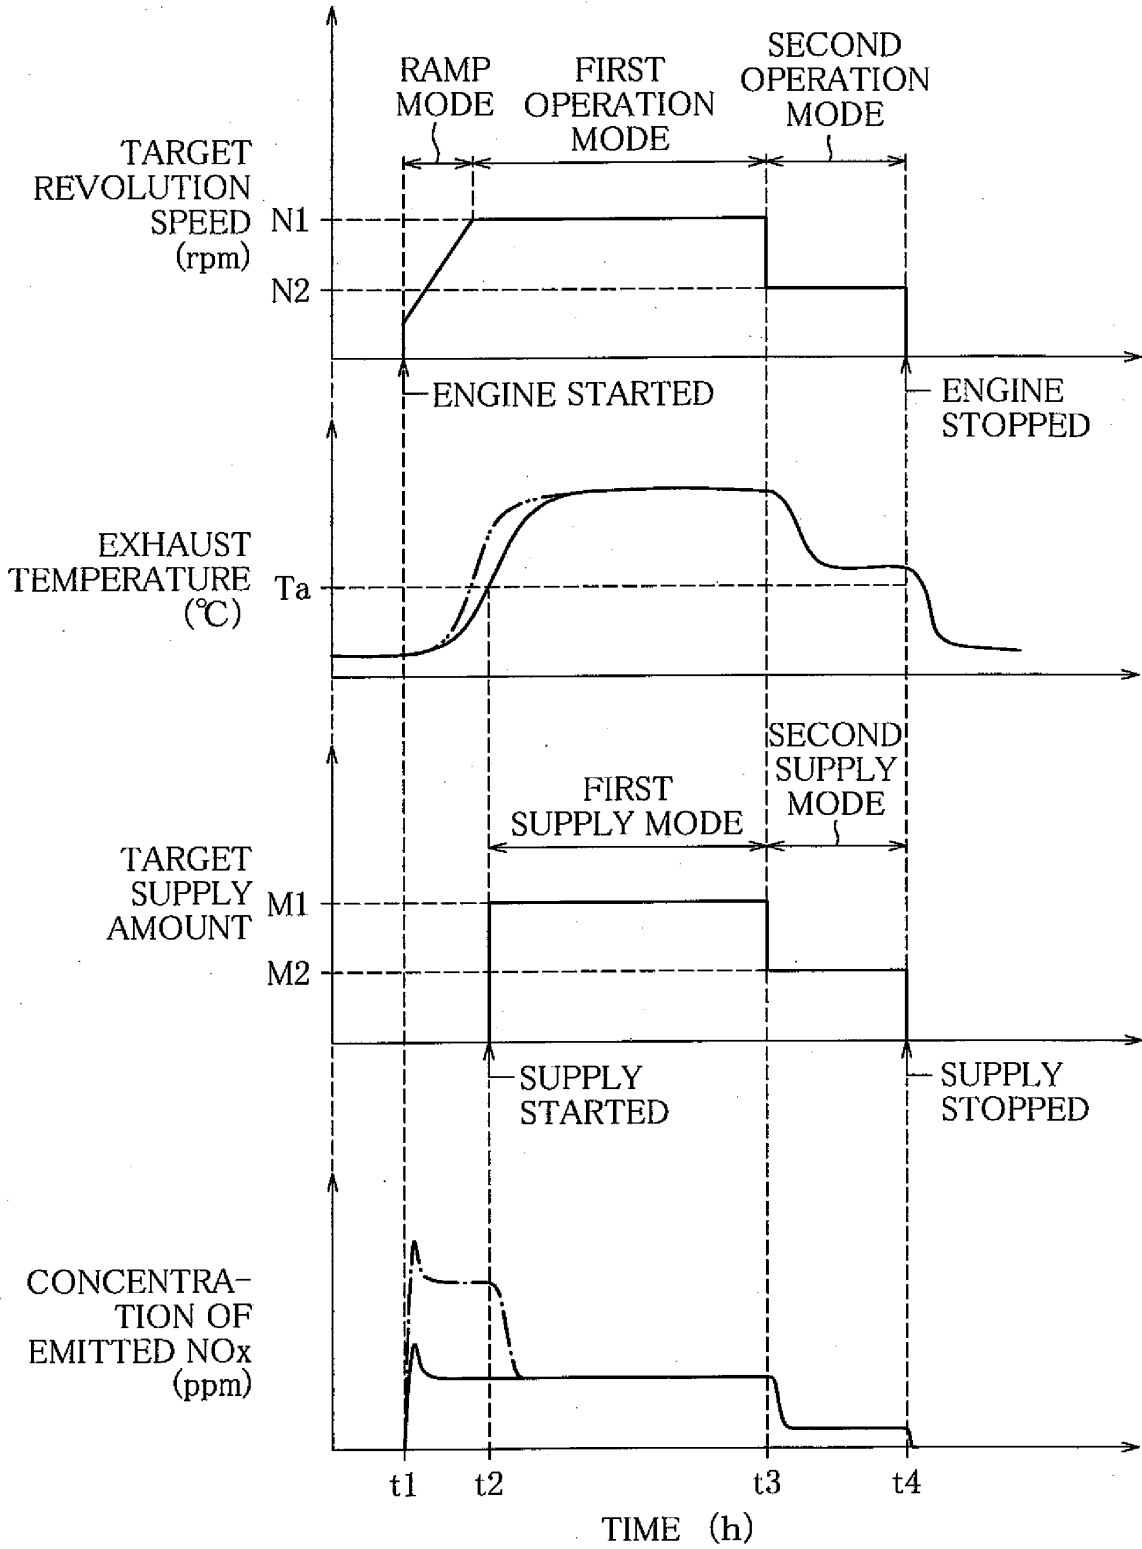 RAMP
MODE
FIRST
OPERATION
MODE
SECOND
OPERATION
MODE
TARGET
REVOLUTION
SPEED
(rpm)
N1
N2
ENGINE STARTED
ENGINE
STOPPED
EXHAUST
TEMPERATURE
(℃)
Ta
FIRST
SUPPLY MODE
SECOND
SUPPLY
MODE
TARGET
SUPPLY
AMOUNT
M1
M2
SUPPLY
STARTED
SUPPLY
STOPPED
CONCENTRA-
TION OF
EMITTED NOx
(ppm)
t1 t2 t3 t4
TIME (h)